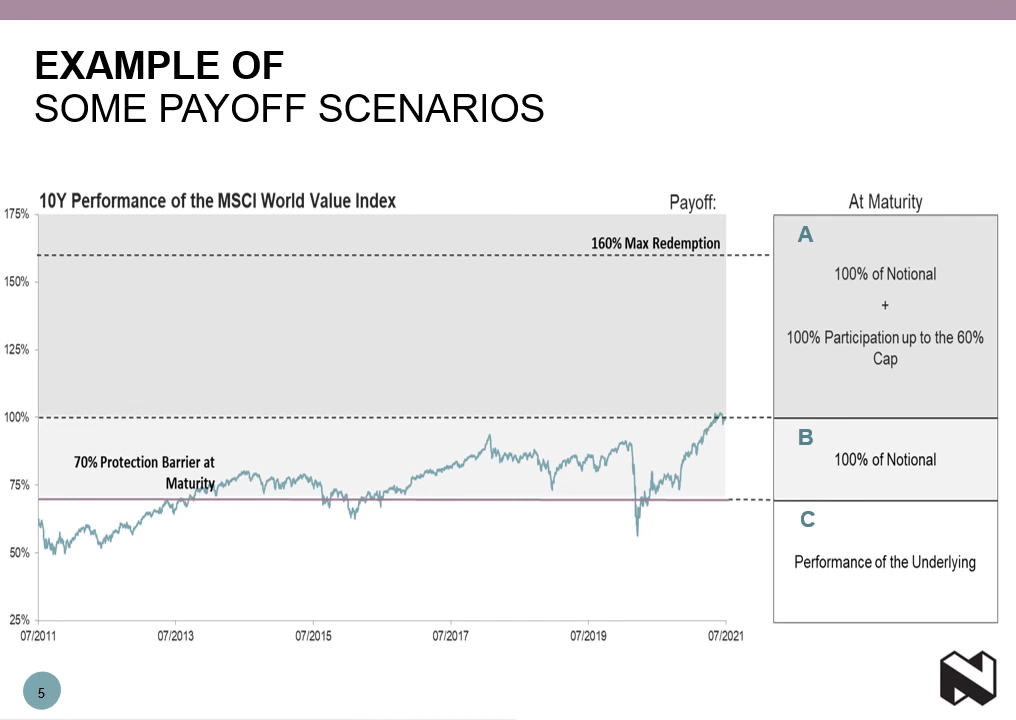 EXAMPLE OF
SOME PAYOFF SCENARIOS
10Y Performance of the MSCI World Value Index
Payoff:
At Maturity
175%
150%
125%
100%
75%
50%
25%
160% Max Redemption
70% Protection Barrier at
Maturity
07/2011
07/2013
07/2015
07/2017
07/2019
07/2021
A
100% of Notional
+
100% Participation up to the 60%
Cap
B
100% of Notional
C
Performance of the Underlying
5